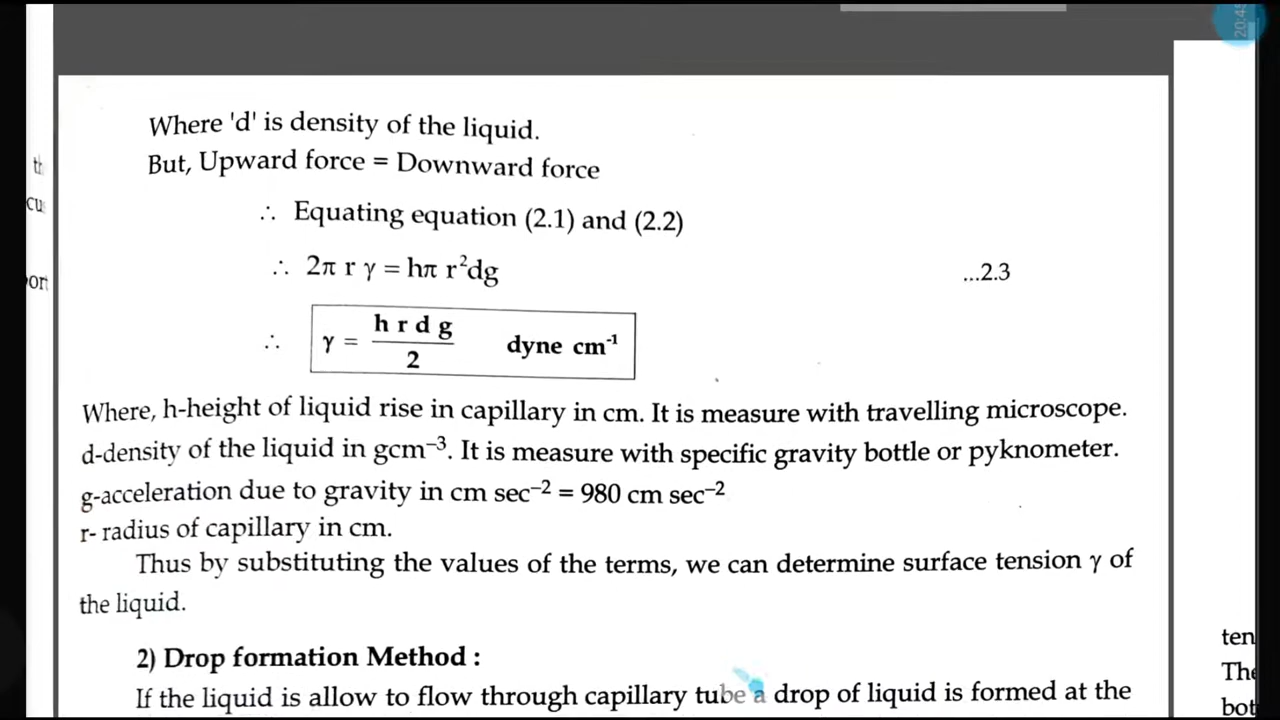 Where 'd' is density of the liquid.
But, Upward force = Downward force
∴ Equating equation (2.1) and (2.2)
∴ 2π r γ = hπ r²dg ...2.3
∴ γ = h r d g / 2 dyne cm⁻¹
Where, h-height of liquid rise in capillary in cm. It is measure with travelling microscope.
d-density of the liquid in gcm⁻³. It is measure with specific gravity bottle or pyknometer.
g-acceleration due to gravity in cm sec⁻² = 980 cm sec⁻²
r- radius of capillary in cm.
Thus by substituting the values of the terms, we can determine surface tension γ of
the liquid.
2) Drop formation Method :
If the liquid is allow to flow through capillary tube a drop of liquid is formed at the